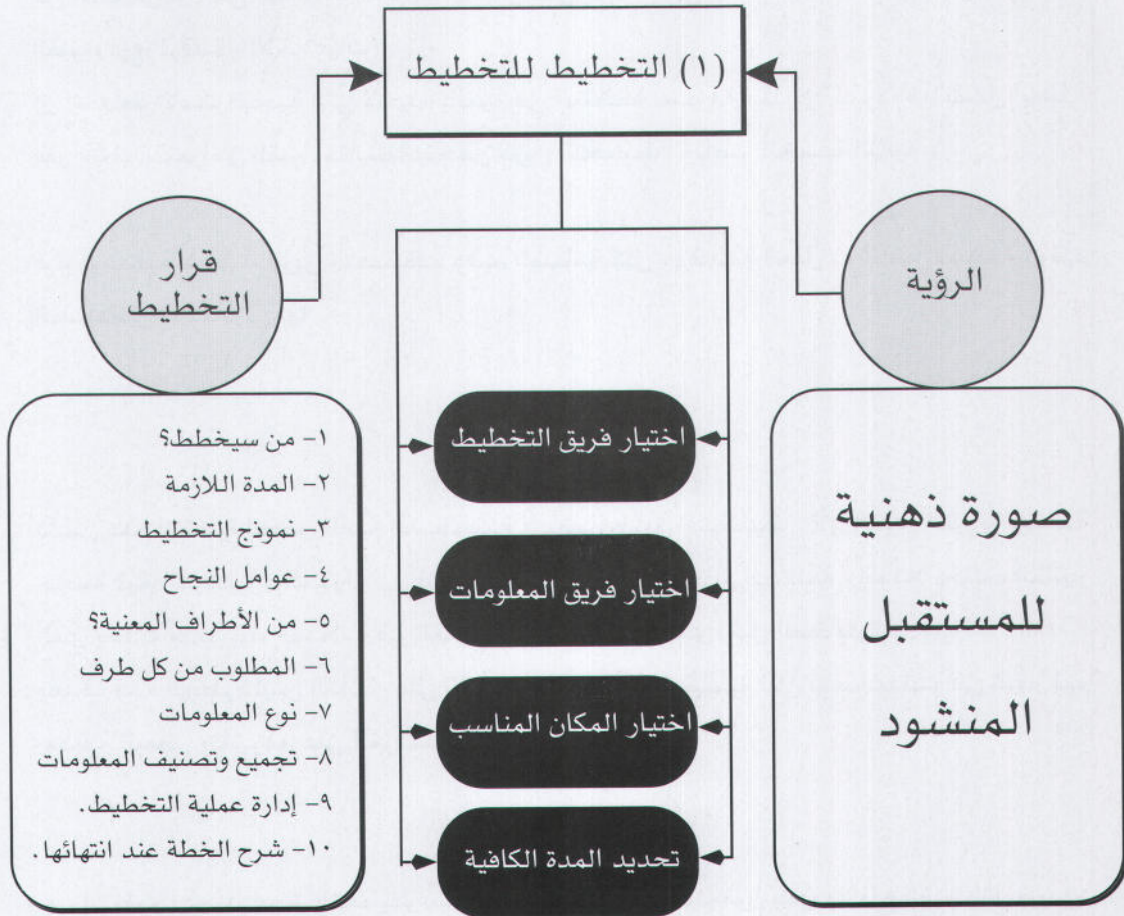 (١) التخطيط للتخطيط
الرؤية
صورة ذهنية
للمستقبل
المنشود
اختيار فريق التخطيط
اختيار فريق المعلومات
اختيار المكان المناسب
تحديد المدة الكافية
قرار
التخطيط
١- من سيخطط؟
٢- المدة اللازمة
٣- نموذج التخطيط
٤- عوامل النجاح
٥- من الأطراف المعنية؟
٦- المطلوب من كل طرف
٧- نوع المعلومات
٨- تجميع وتصنيف المعلومات
٩- إدارة عملية التخطيط.
١٠- شرح الخطة عند انتهائها.